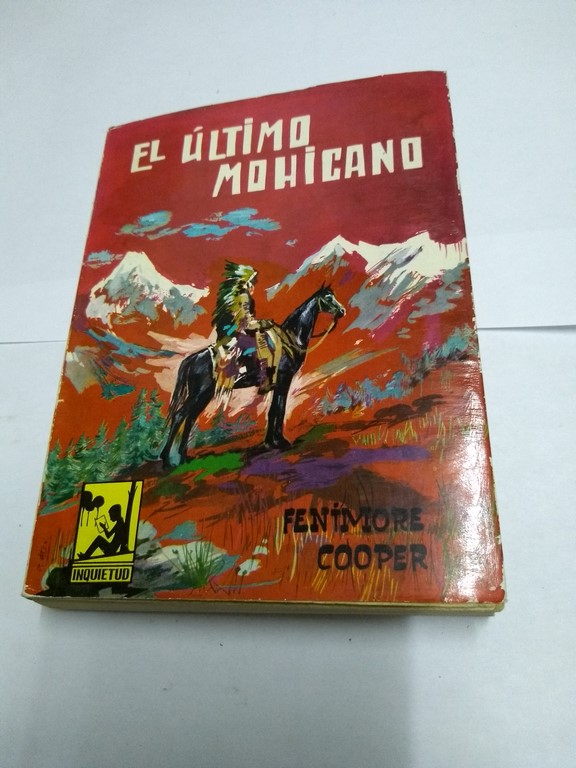 EL ÚLTIMO
MOHICANO
FENIMORE
COOPER
INQUIETUD